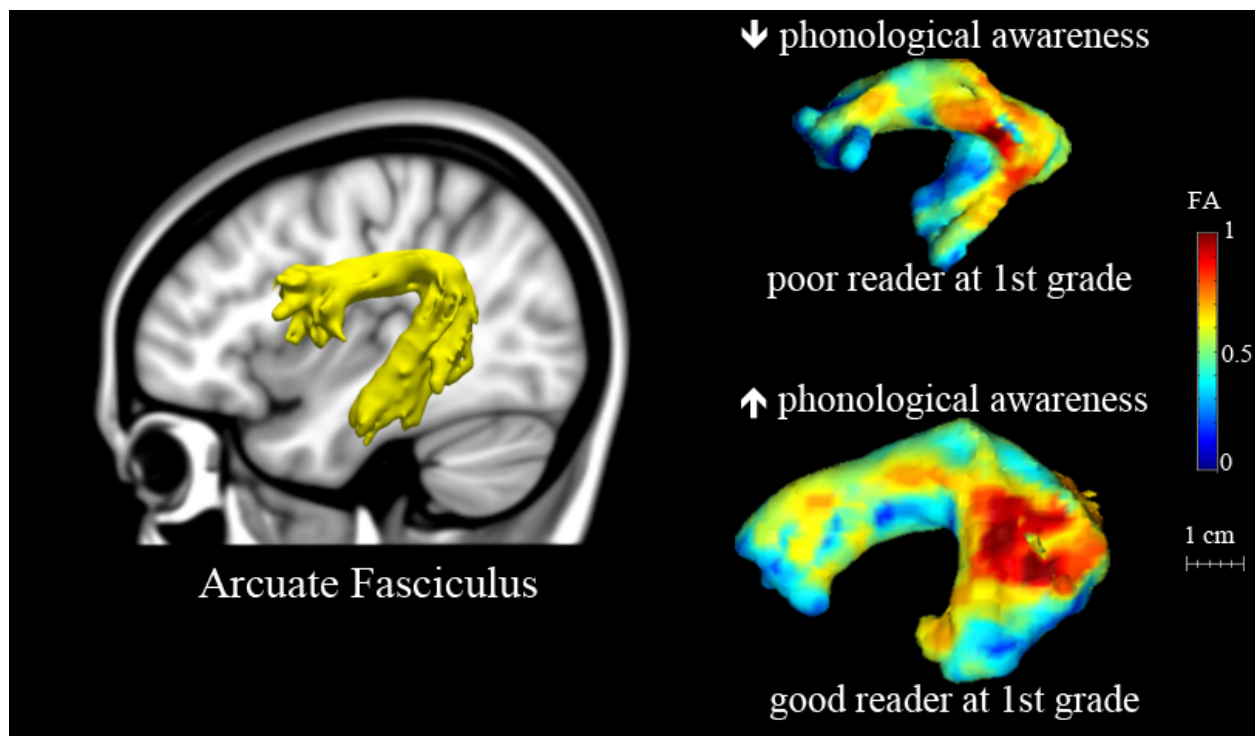 Arcuate Fasciculus
🡻 phonological awareness
poor reader at 1st grade
🡹 phonological awareness
good reader at 1st grade
FA
1
0.5
0
1 cm